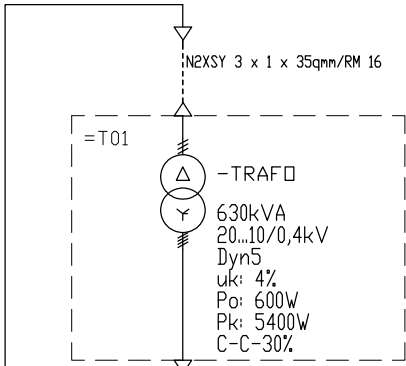 N2XSY 3 x 1 x 35qmm/RM 16
=T01
-TRAFO
630kVA
20...10/0,4kV
Dyn5
uk: 4%
Po: 600W
Pk: 5400W
C-C-30%